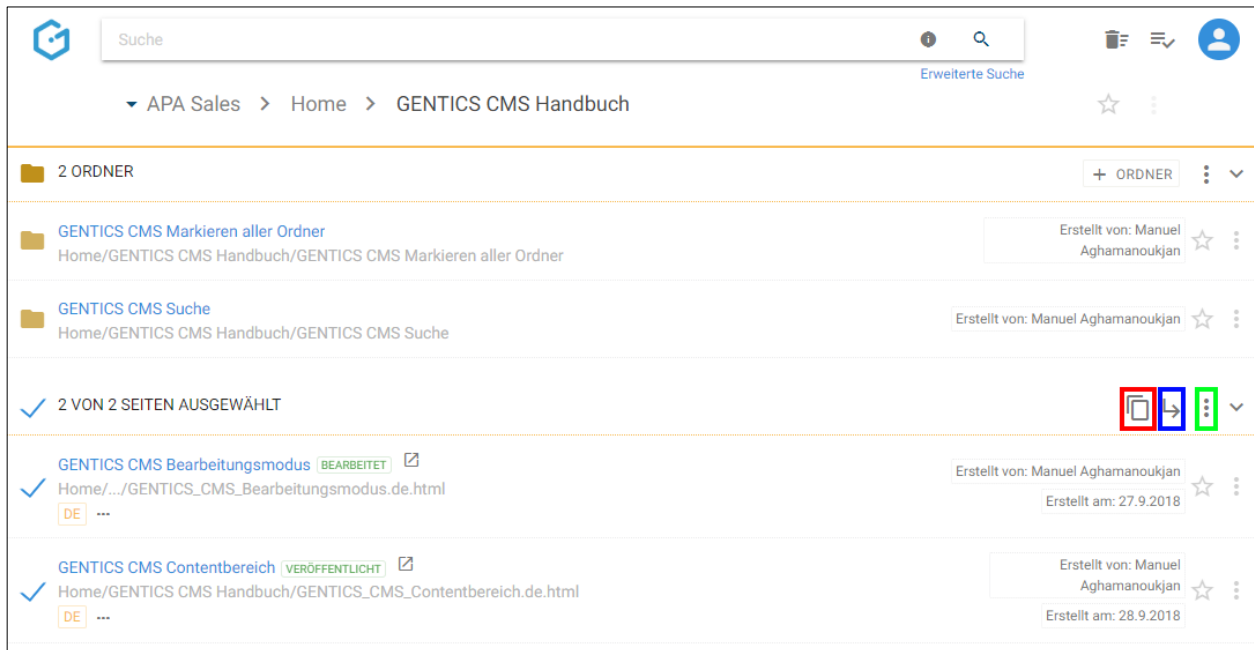 Suche
Erweiterte Suche
APA Sales > Home > GENTICS CMS Handbuch
2 ORDNER
+ ORDNER
GENTICS CMS Markieren aller Ordner
Home/GENTICS CMS Handbuch/GENTICS CMS Markieren aller Ordner
Erstellt von: Manuel
Aghamanoukjan
GENTICS CMS Suche
Home/GENTICS CMS Handbuch/GENTICS CMS Suche
Erstellt von: Manuel Aghamanoukjan
2 VON 2 SEITEN AUSGEWÄHLT
GENTICS CMS Bearbeitungsmodus BEARBEITET
Home/.../GENTICS_CMS_Bearbeitungsmodus.de.html
DE ---
Erstellt von: Manuel Aghamanoukjan
Erstellt am: 27.9.2018
GENTICS CMS Contentbereich VERÖFFENTLICHT
Home/GENTICS CMS Handbuch/GENTICS_CMS_Contentbereich.de.html
DE ---
Erstellt von: Manuel
Aghamanoukjan
Erstellt am: 28.9.2018